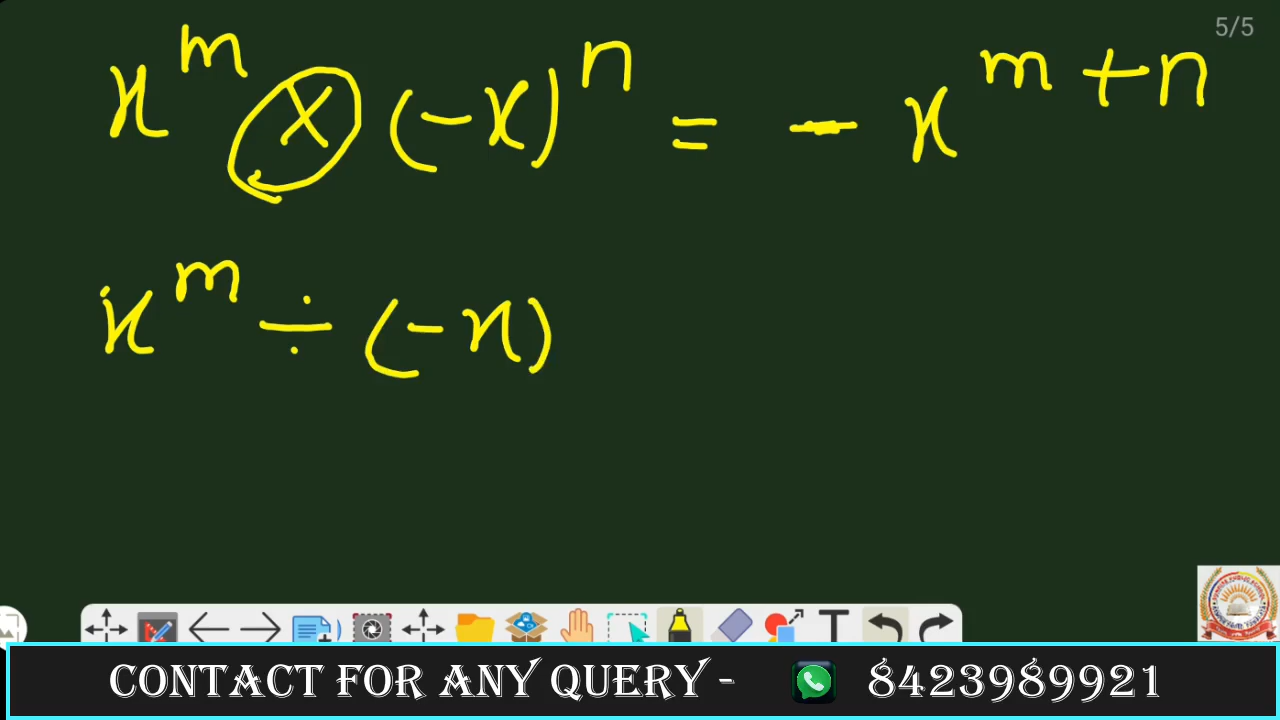 5/5
x^m × (-x)^n = - x^{m+n}
x^m ÷ (-x)
T
CONTACT FOR ANY QUERY - 8423989921